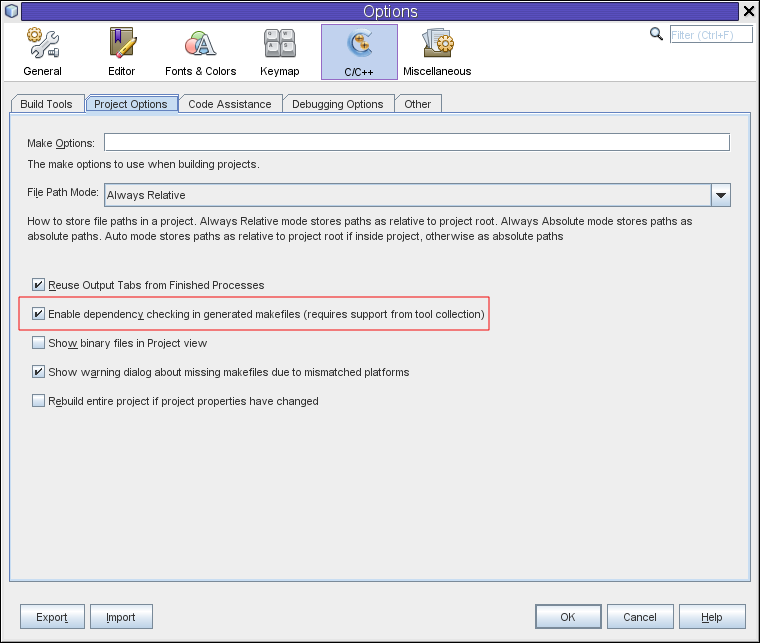 Options
General
Editor
Fonts & Colors
Keymap
C/C++
Miscellaneous
Filter (Ctrl+F)
Build Tools
Project Options
Code Assistance
Debugging Options
Other
Make Options:
The make options to use when building projects.
File Path Mode:
Always Relative
How to store file paths in a project. Always Relative mode stores paths as relative to project root. Always Absolute mode stores paths as
absolute paths. Auto mode stores paths as relative to project root if inside project, otherwise as absolute paths
Reuse Output Tabs from Finished Processes
Enable dependency checking in generated makefiles (requires support from tool collection)
Show binary files in Project view
Show warning dialog about missing makefiles due to mismatched platforms
Rebuild entire project if project properties have changed
Export
Import
OK
Cancel
Help